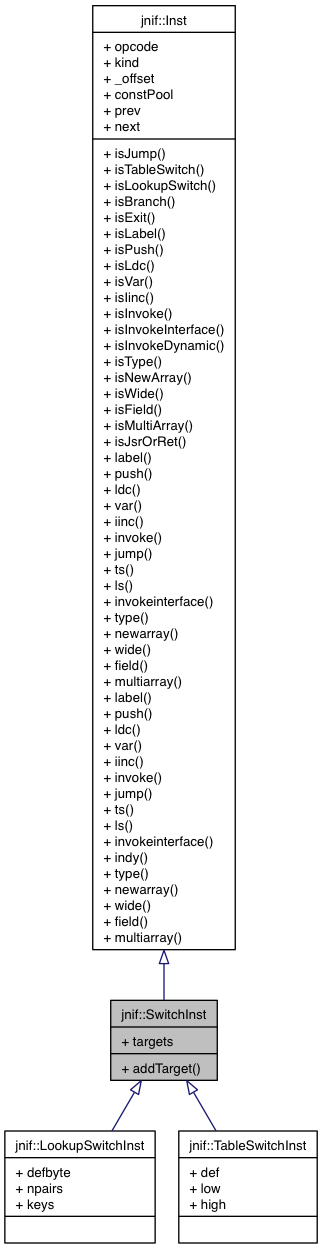 jnif::Inst
+ opcode
+ kind
+ _offset
+ constPool
+ prev
+ next
+ isJump()
+ isTableSwitch()
+ isLookupSwitch()
+ isBranch()
+ isExit()
+ isLabel()
+ isPush()
+ isLdc()
+ isVar()
+ isIinc()
+ isInvoke()
+ isInvokeInterface()
+ isInvokeDynamic()
+ isType()
+ isNewArray()
+ isWide()
+ isField()
+ isMultiArray()
+ isJsrOrRet()
+ label()
+ push()
+ ldc()
+ var()
+ iinc()
+ invoke()
+ jump()
+ ts()
+ ls()
+ invokeinterface()
+ type()
+ newarray()
+ wide()
+ field()
+ multiarray()
+ label()
+ push()
+ ldc()
+ var()
+ iinc()
+ invoke()
+ jump()
+ ts()
+ ls()
+ invokeinterface()
+ indy()
+ type()
+ newarray()
+ wide()
+ field()
+ multiarray()
jnif::SwitchInst
+ targets
+ addTarget()
jnif::LookupSwitchInst
+ defbyte
+ npairs
+ keys
jnif::TableSwitchInst
+ def
+ low
+ high